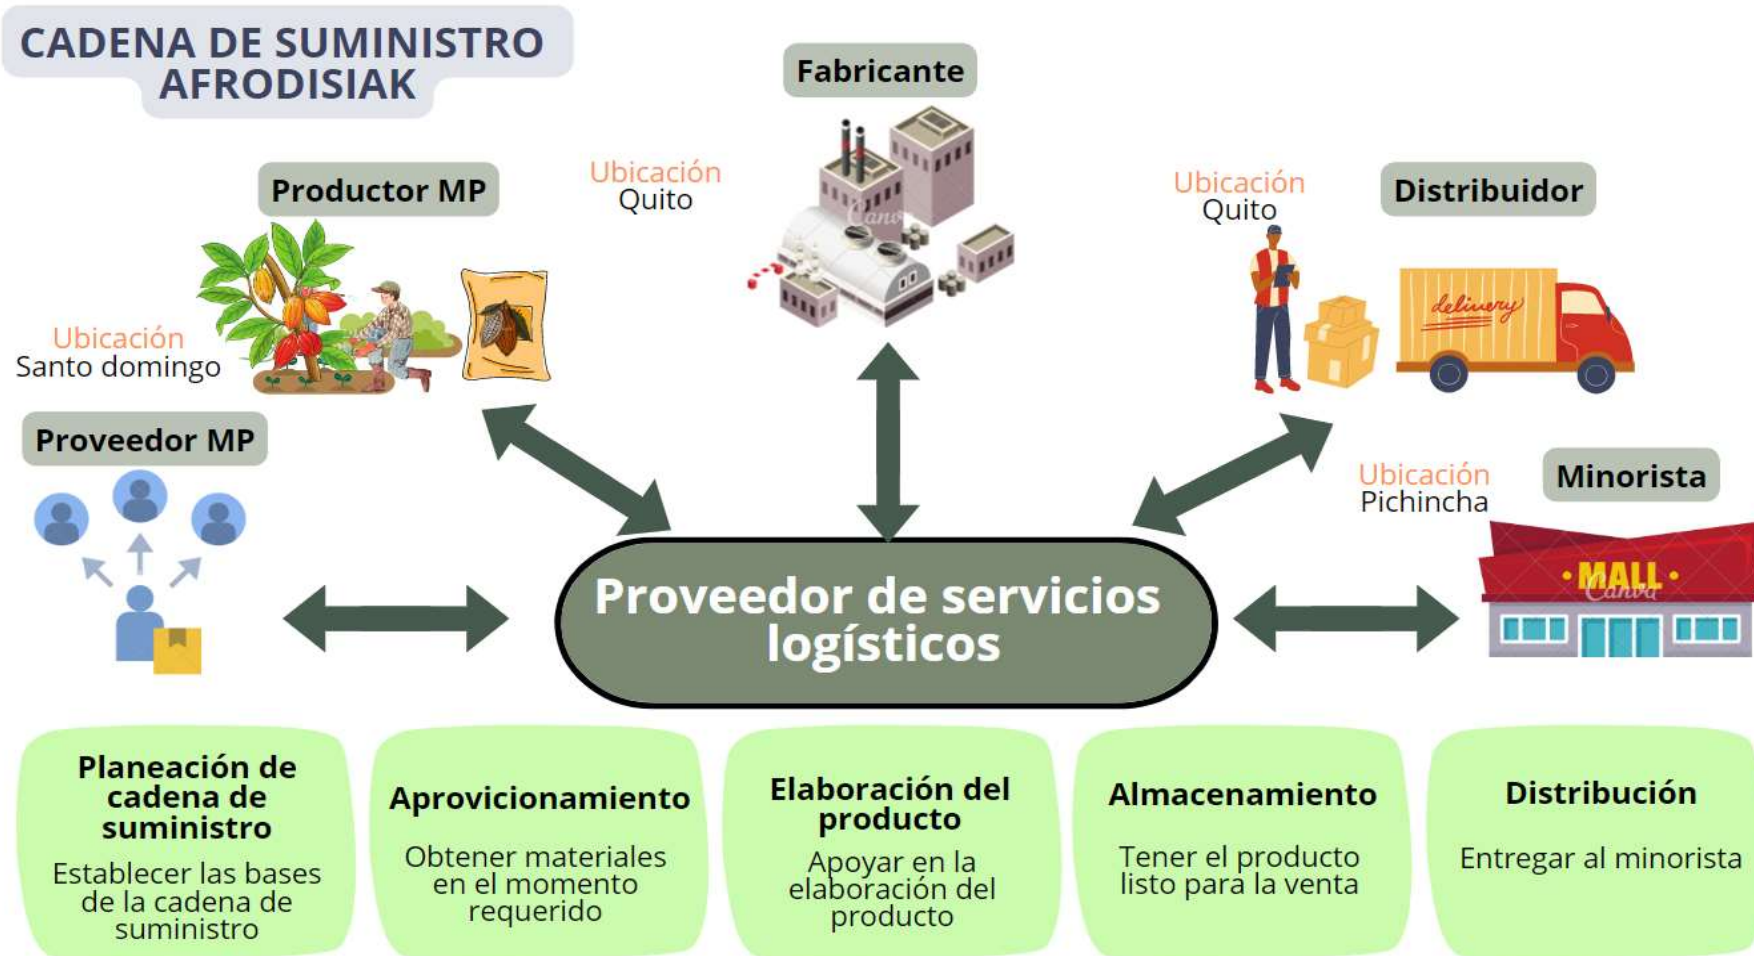 CADENA DE SUMINISTRO
AFRODISIAK
Fabricante
Ubicación
Quito
Canva
Productor MP
Ubicación
Santo domingo
Ubicación
Quito
Distribuidor
delivery
Proveedor MP
Ubicación
Pichincha
Minorista
MALL
Canva
Proveedor de servicios
logísticos
Planeación de
cadena de
suministro
Establecer las bases
de la cadena de
suministro
Aprovicionamiento
Obtener materiales
en el momento
requerido
Elaboración del
producto
Apoyar en la
elaboración del
producto
Almacenamiento
Tener el producto
listo para la venta
Distribución
Entregar al minorista